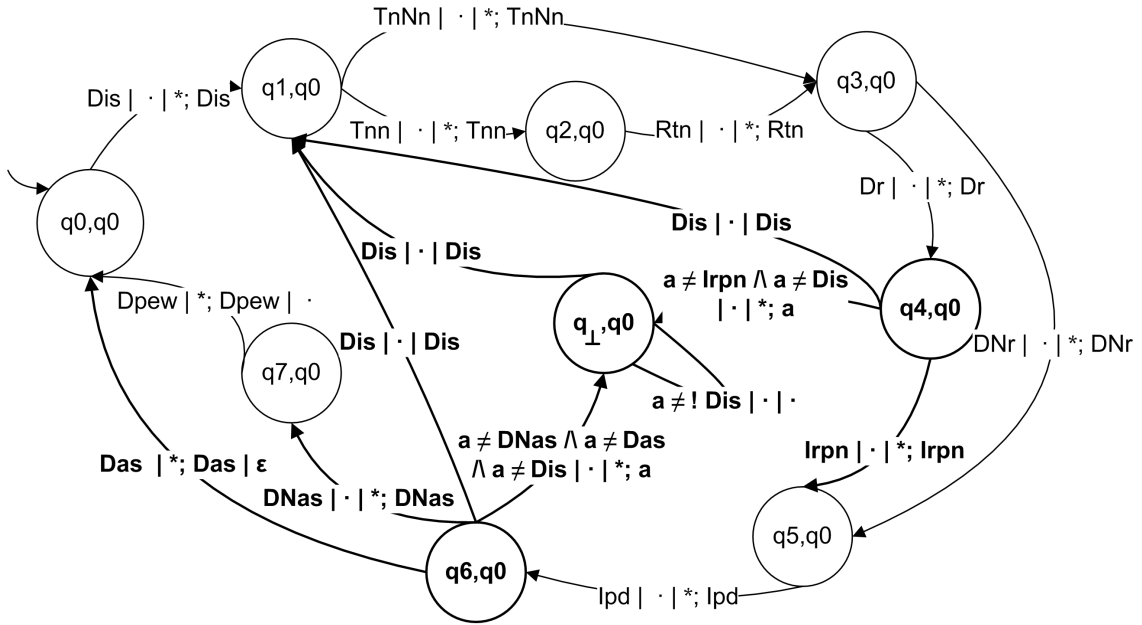 TnNn | · | *; TnNn
q1,q0
q3,q0
Dis | · | *; Dis
Tnn | · | *; Tnn
q2,q0
Rtn | · | *; Rtn
Dr | · | *; Dr
q0,q0
Dis | · | Dis
Dis | · | Dis
a ≠ Irpn /\ a ≠ Dis
| · | *; a
q4,q0
Dpew | *; Dpew | ·
q⊥,q0
Dis | · | Dis
DNr | · | *; DNr
q7,q0
a ≠ ! Dis | · | ·
a ≠ DNas /\ a ≠ Das
/\ a ≠ Dis | · | *; a
Irpn | · | *; Irpn
Das | *; Das | ε
DNas | · | *; DNas
q5,q0
q6,q0
Ipd | · | *; Ipd